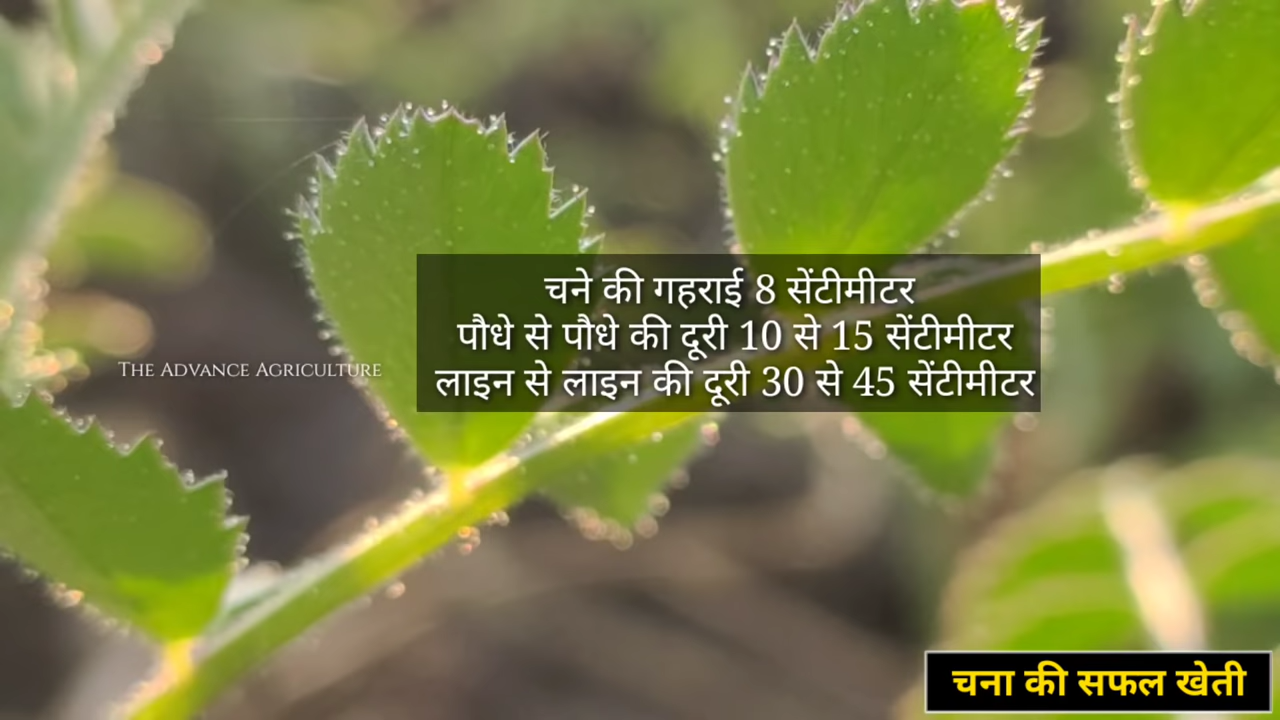 चने की गहराई 8 सेंटीमीटर
पौधे से पौधे की दूरी 10 से 15 सेंटीमीटर
लाइन से लाइन की दूरी 30 से 45 सेंटीमीटर
THE ADVANCE AGRICULTURE
चना की सफल खेती